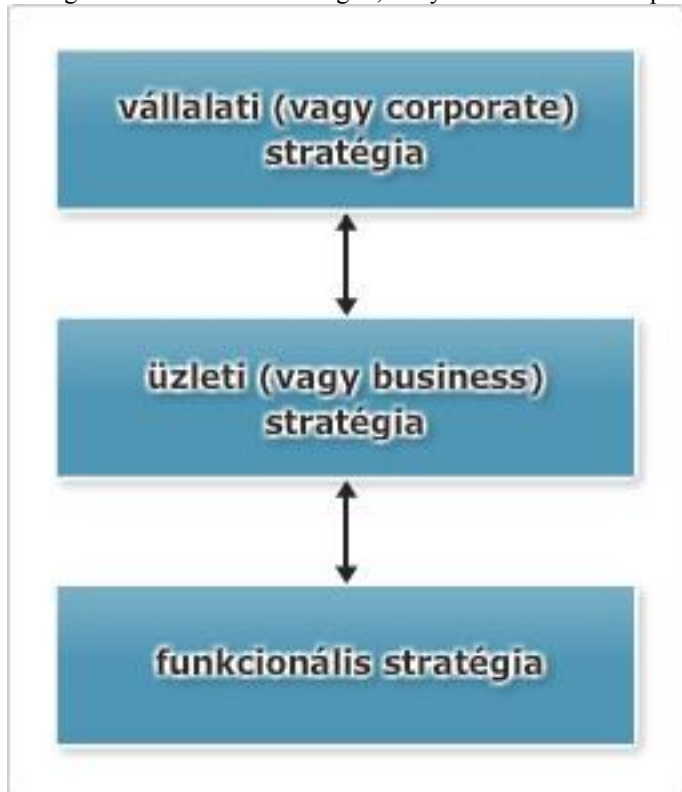 vállalati (vagy corporate)
stratégia
üzleti (vagy business)
stratégia
funkcionális stratégia